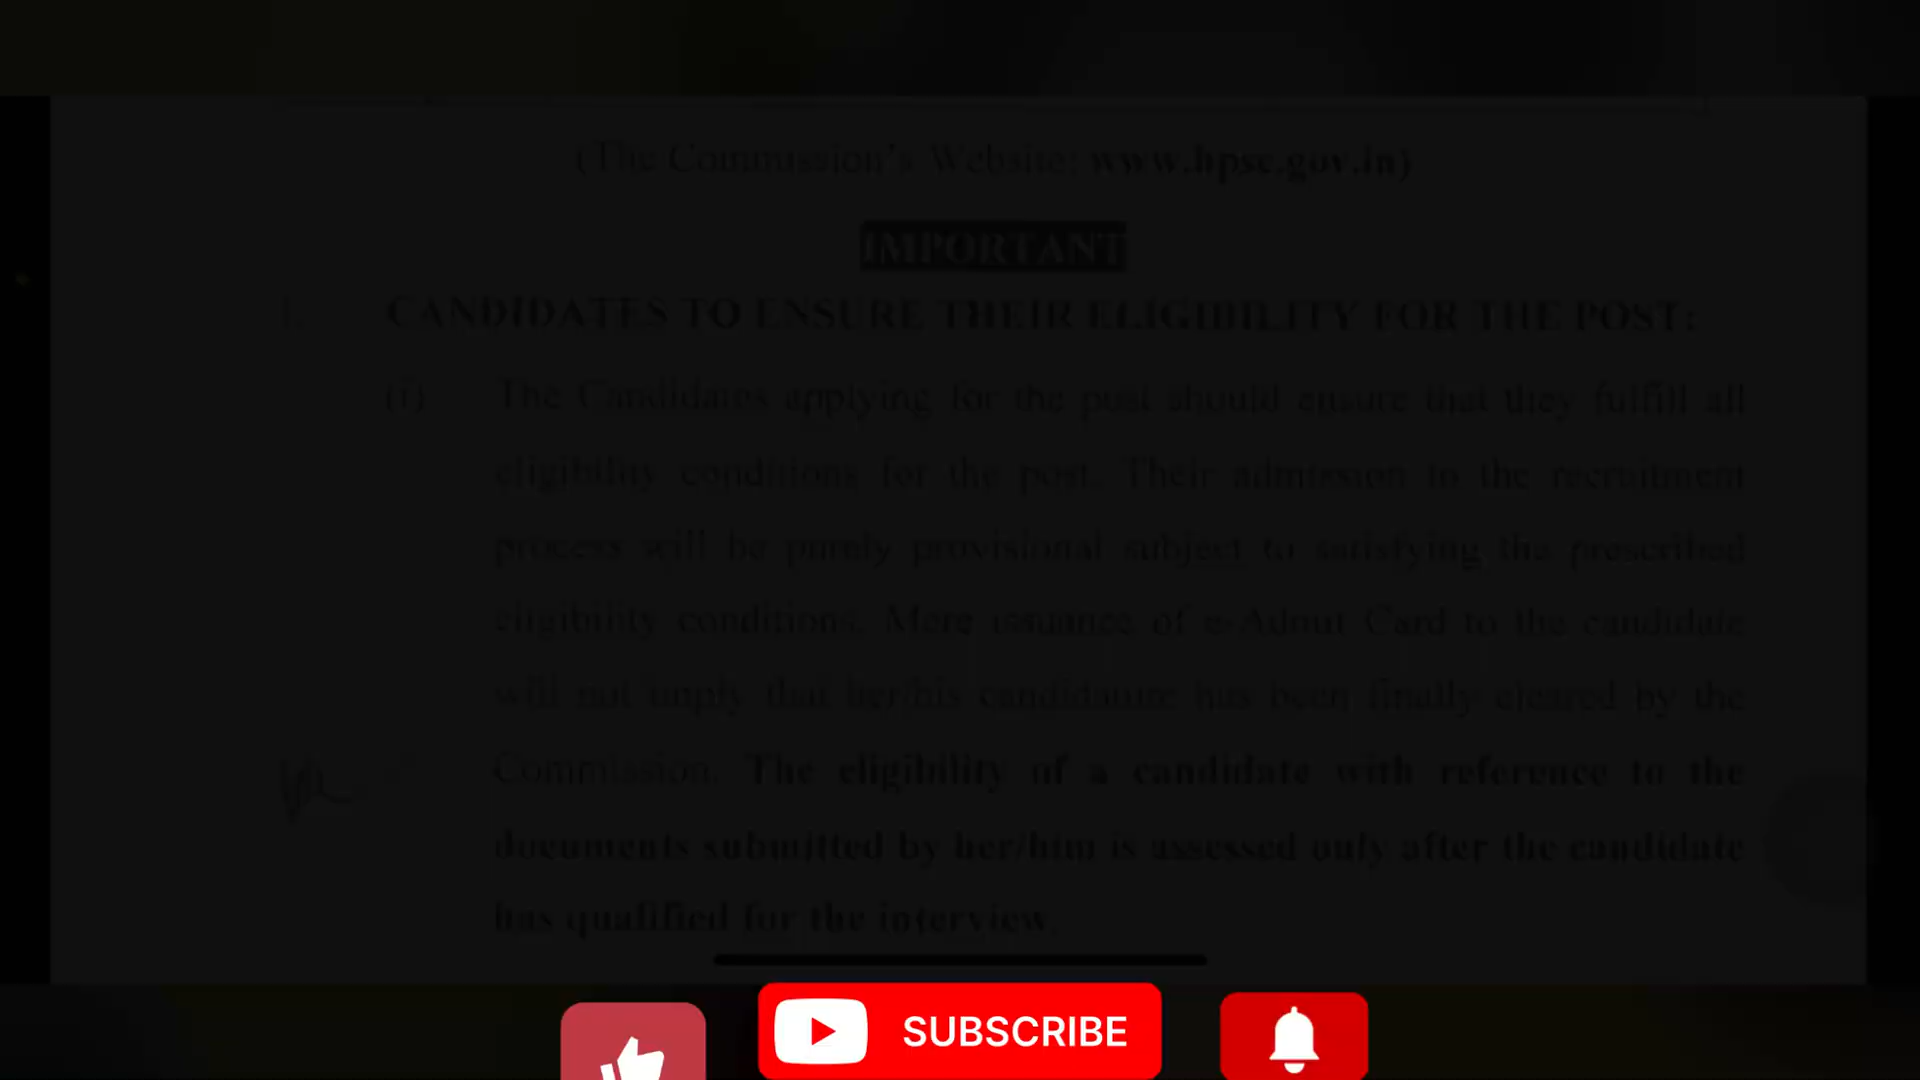 (The Commission's Website: www.hpsc.gov.in)
IMPORTANT
1. CANDIDATES TO ENSURE THEIR ELIGIBILITY FOR THE POST:
(i) The Candidates applying for the post should ensure that they fulfill all
eligibility conditions for the post. Their admission to the recruitment
process will be purely provisional subject to satisfying the prescribed
eligibility conditions. Mere issuance of e-Admit Card to the candidate
will not imply that her/his candidature has been finally cleared by the
Commission. The eligibility of a candidate with reference to the
documents submitted by her/him is assessed only after the candidate
has qualified for the interview.
SUBSCRIBE